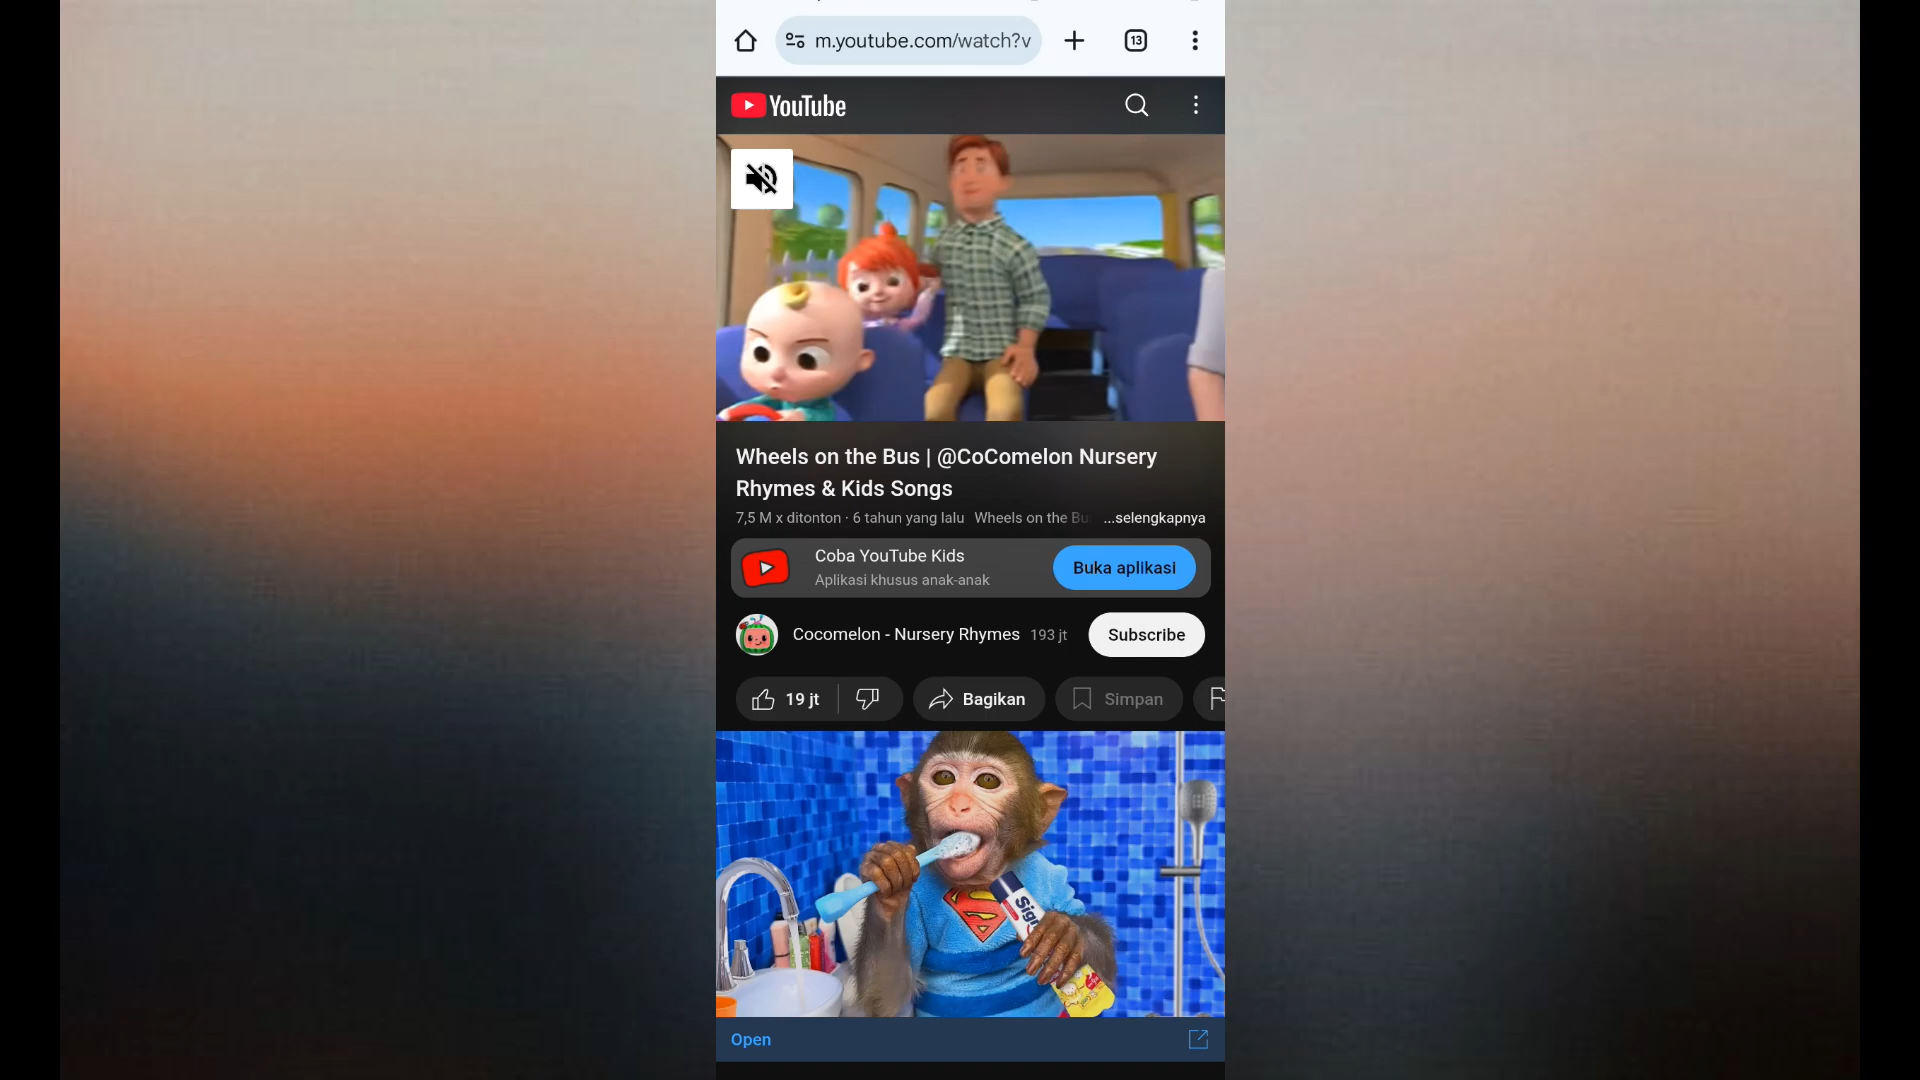 m.youtube.com/watch?v
13
YouTube
Wheels on the Bus | @CoComelon Nursery
Rhymes & Kids Songs
7,5 M x ditonton · 6 tahun yang lalu Wheels on the Bu ...selengkapnya
Coba YouTube Kids
Aplikasi khusus anak-anak
Buka aplikasi
Cocomelon - Nursery Rhymes 193 jt
Subscribe
19 jt
Bagikan
Simpan
Open